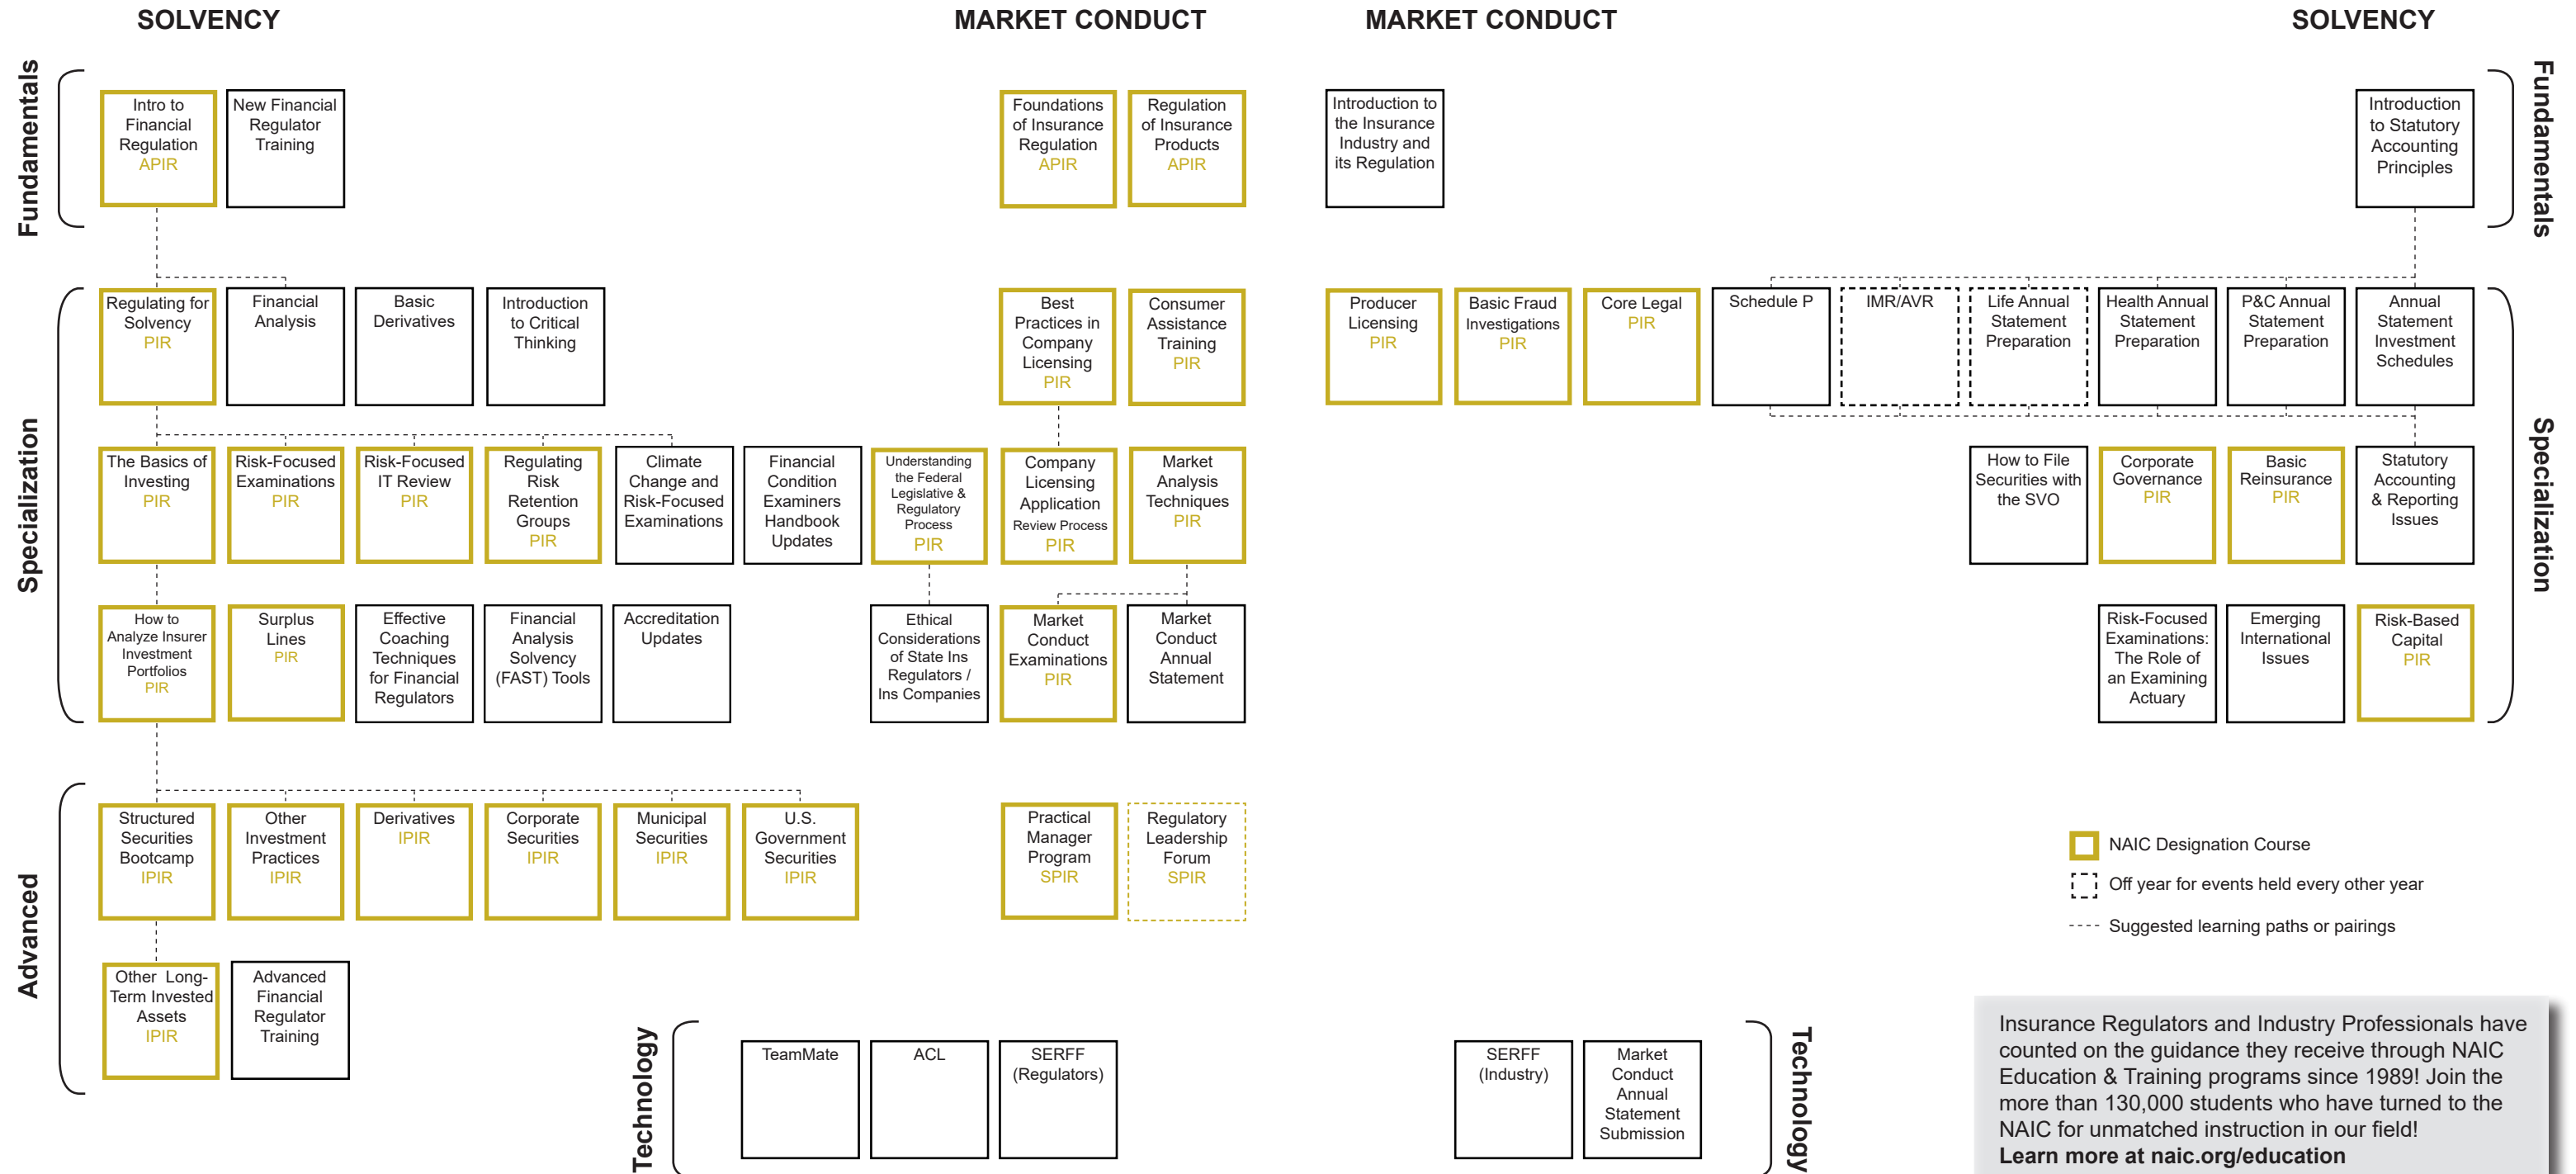 SOLVENCY
MARKET CONDUCT
MARKET CONDUCT
SOLVENCY
Fundamentals
Intro to
Financial
Regulation
APIR
New Financial
Regulator
Training
Foundations
of Insurance
Regulation
APIR
Regulation
of Insurance
Products
APIR
Introduction to
the Insurance
Industry and
its Regulation
Introduction
to Statutory
Accounting
Principles
Fundamentals
Specialization
Regulating for
Solvency
PIR
Financial
Analysis
Basic
Derivatives
Introduction
to Critical
Thinking
Best
Practices in
Company
Licensing
PIR
Consumer
Assistance
Training
PIR
Producer
Licensing
PIR
Basic Fraud
Investigations
PIR
Core Legal
PIR
Schedule P
IMR/AVR
Life Annual
Statement
Preparation
Health Annual
Statement
Preparation
P&C Annual
Statement
Preparation
Annual
Statement
Investment
Schedules
Specialization
The Basics of
Investing
PIR
Risk-Focused
Examinations
PIR
Risk-Focused
IT Review
PIR
Regulating
Risk
Retention
Groups
PIR
Climate
Change and
Risk-Focused
Examinations
Financial
Condition
Examiners
Handbook
Updates
Understanding
the Federal
Legislative &
Regulatory
Process
PIR
Company
Licensing
Application
Review Process
PIR
Market
Analysis
Techniques
PIR
How to File
Securities with
the SVO
Corporate
Governance
PIR
Basic
Reinsurance
PIR
Statutory
Accounting
& Reporting
Issues
How to
Analyze Insurer
Investment
Portfolios
PIR
Surplus
Lines
PIR
Effective
Coaching
Techniques
for Financial
Regulators
Financial
Analysis
Solvency
(FAST) Tools
Accreditation
Updates
Ethical
Considerations
of State Ins
Regulators /
Ins Companies
Market
Conduct
Examinations
PIR
Market
Conduct
Annual
Statement
Risk-Focused
Examinations:
The Role of
an Examining
Actuary
Emerging
International
Issues
Risk-Based
Capital
PIR
Advanced
Structured
Securities
Bootcamp
IPIR
Other
Investment
Practices
IPIR
Derivatives
IPIR
Corporate
Securities
IPIR
Municipal
Securities
IPIR
U.S.
Government
Securities
IPIR
Practical
Manager
Program
SPIR
Regulatory
Leadership
Forum
SPIR
NAIC Designation Course
Off year for events held every other year
Suggested learning paths or pairings
Other Long-
Term Invested
Assets
IPIR
Advanced
Financial
Regulator
Training
Technology
TeamMate
ACL
SERFF
(Regulators)
SERFF
(Industry)
Market
Conduct
Annual
Statement
Submission
Technology
Insurance Regulators and Industry Professionals have
counted on the guidance they receive through NAIC
Education & Training programs since 1989! Join the
more than 130,000 students who have turned to the
NAIC for unmatched instruction in our field!
Learn more at naic.org/education